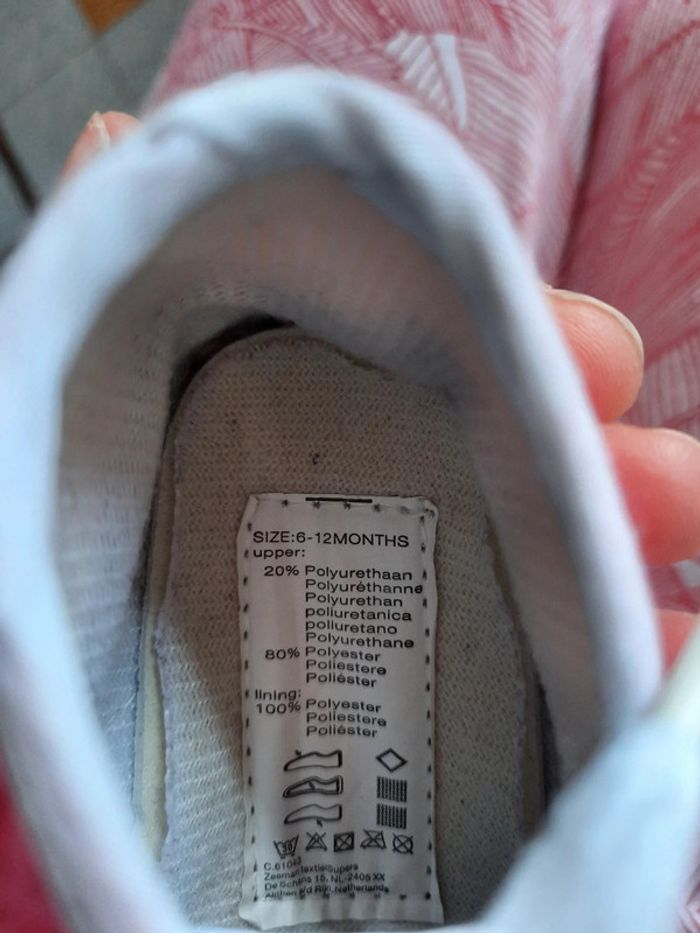 SIZE:6-12MONTHS
upper:
20% Polyurethaan
Polyuréthanne
Polyurethan
poliuretanica
poliuretano
Polyurethane
80% Polyester
Poliestere
Poliéster
lining:
100% Polyester
Poliestere
Poliéster
30
C.61043
Zeeman textielSupers
De Schans 15, NL-2405 XX
Alphen a/d Rijn, Netherlands